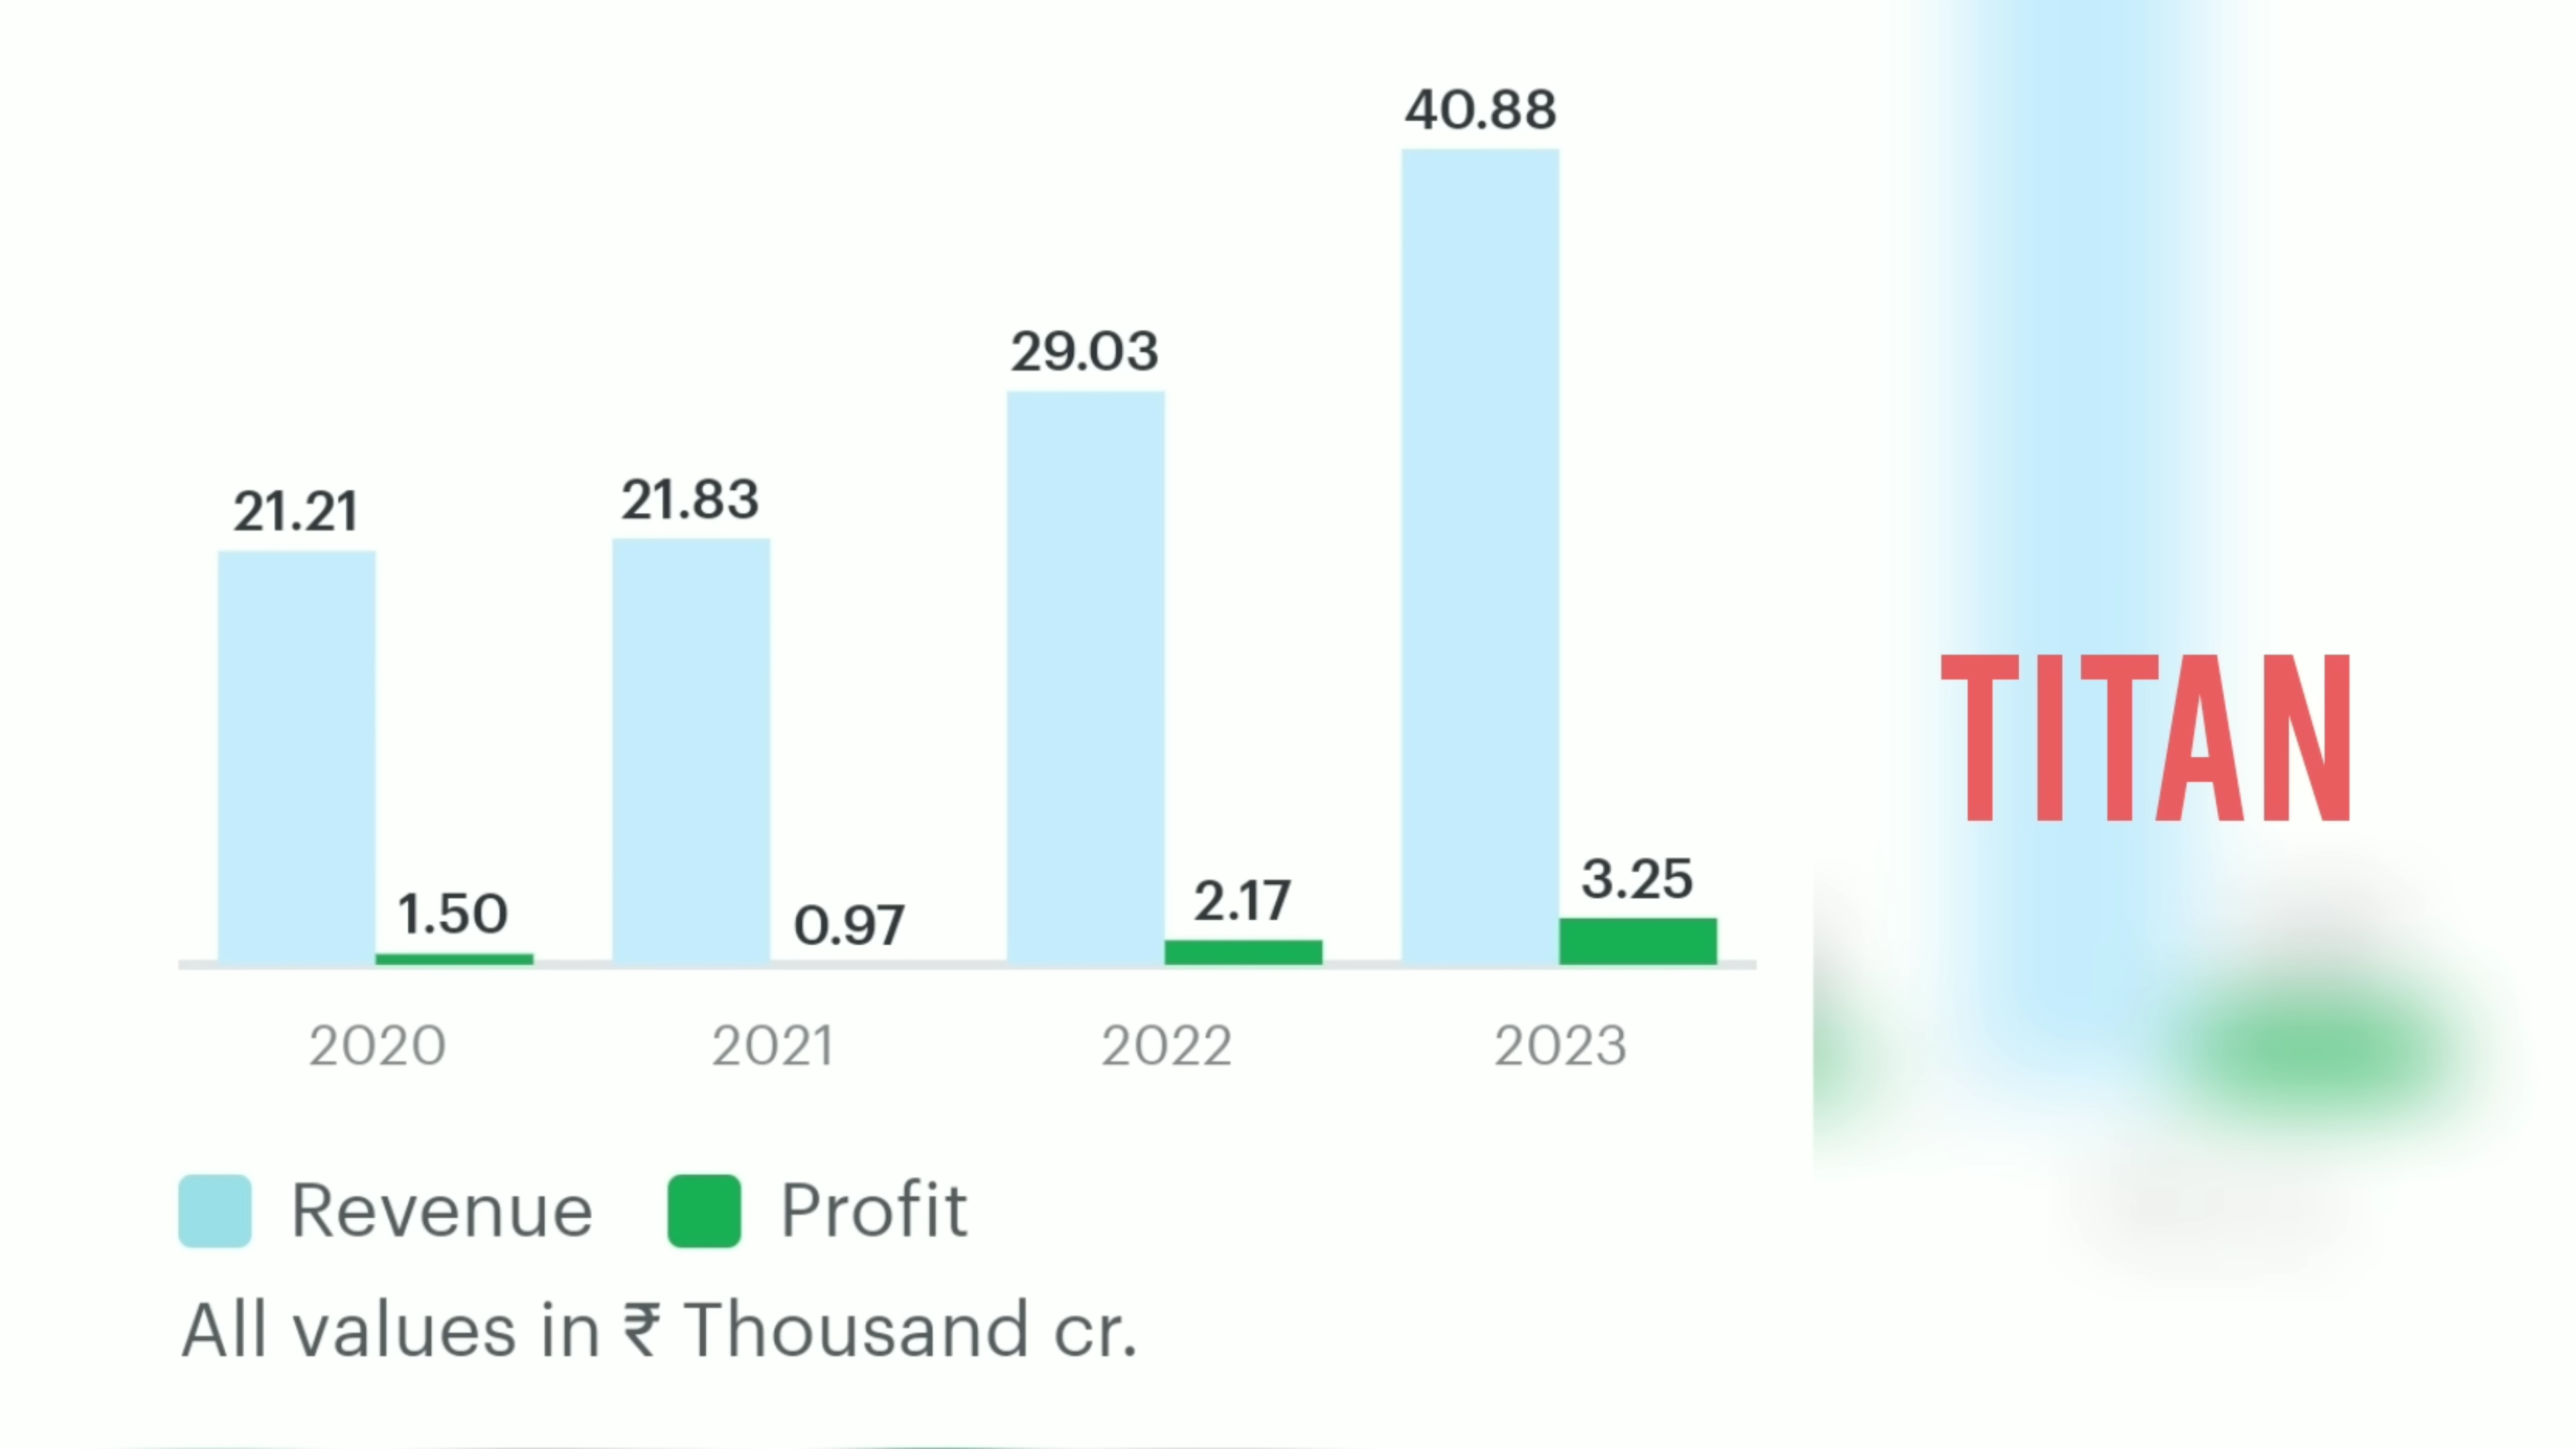 40.88
29.03
21.21 21.83
1.50 0.97 2.17 3.25
2020 2021 2022 2023
Revenue Profit
All values in ₹ Thousand cr.
TITAN